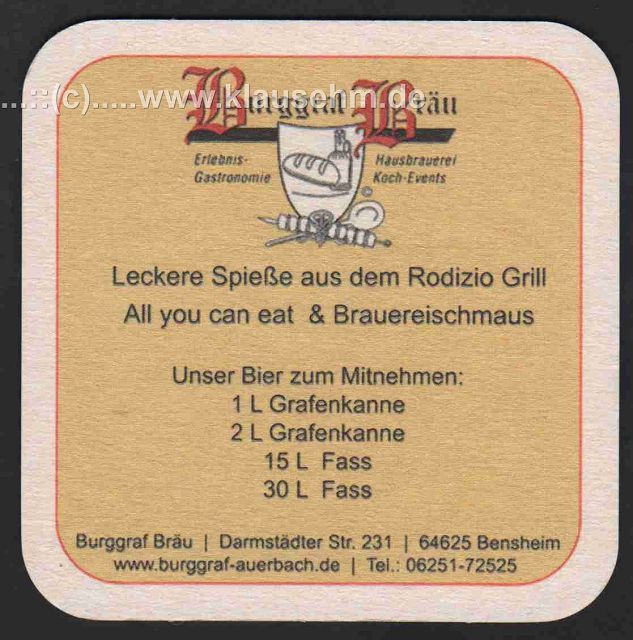 ...::(c).....www.klausehm.de
Burggraf Bräu
Erlebnis- Hausbrauerei
Gastronomie Koch-Events
©
Leckere Spieße aus dem Rodizio Grill
All you can eat & Brauereischmaus
Unser Bier zum Mitnehmen:
1 L Grafenkanne
2 L Grafenkanne
15 L Fass
30 L Fass
Burggraf Bräu | Darmstädter Str. 231 | 64625 Bensheim
www.burggraf-auerbach.de | Tel.: 06251-72525